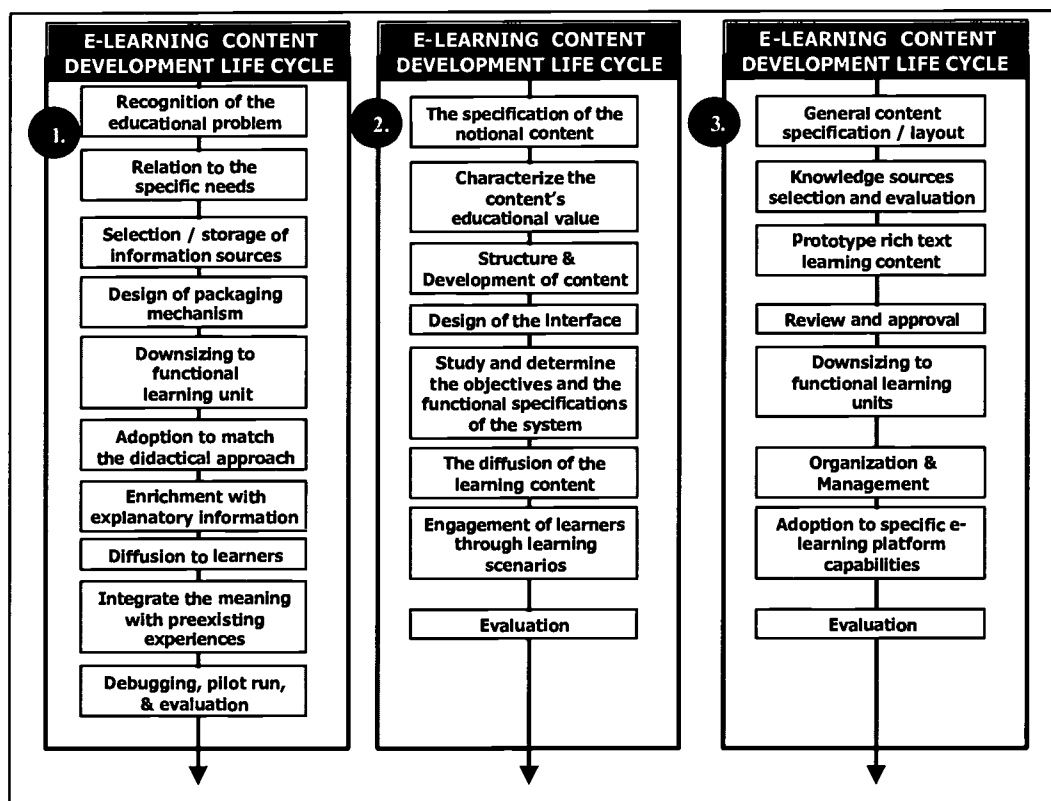 E-LEARNING CONTENT
DEVELOPMENT LIFE CYCLE
1.
Recognition of the
educational problem
Relation to the
specific needs
Selection / storage of
information sources
Design of packaging
mechanism
Downsizing to
functional
learning unit
Adoption to match
the didactical approach
Enrichment with
explanatory information
Diffusion to learners
Integrate the meaning
with preexisting
experiences
Debugging, pilot run,
& evaluation
E-LEARNING CONTENT
DEVELOPMENT LIFE CYCLE
2.
The specification of the
notional content
Characterize the
content's
educational value
Structure &
Development of content
Design of the Interface
Study and determine
the objectives and the
functional specifications
of the system
The diffusion of the
learning content
Engagement of learners
through learning
scenarios
Evaluation
E-LEARNING CONTENT
DEVELOPMENT LIFE CYCLE
3.
General content
specification / layout
Knowledge sources
selection and evaluation
Prototype rich text
learning content
Review and approval
Downsizing to
functional learning
units
Organization &
Management
Adoption to specific e-
learning platform
capabilities
Evaluation